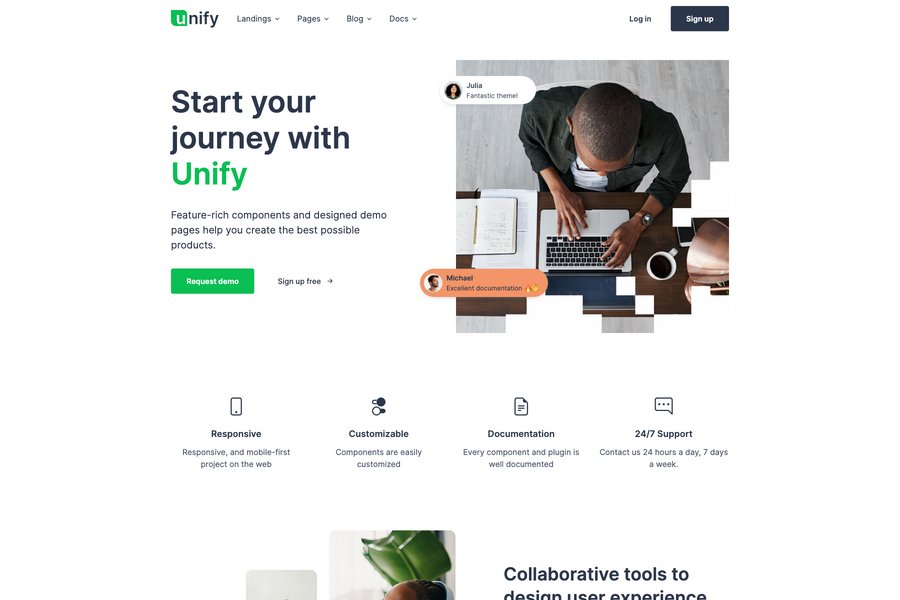 unify
Landings
Pages
Blog
Docs
Log in
Sign up
Start your
journey with
Unify
Feature-rich components and designed demo
pages help you create the best possible
products.
Request demo
Sign up free →
Julia
Fantastic theme!
Michael
Excellent documentation 🔥🔥
Responsive
Responsive, and mobile-first
project on the web
Customizable
Components are easily
customized
Documentation
Every component and plugin is
well documented
24/7 Support
Contact us 24 hours a day, 7 days
a week.
Collaborative tools to
design user experience